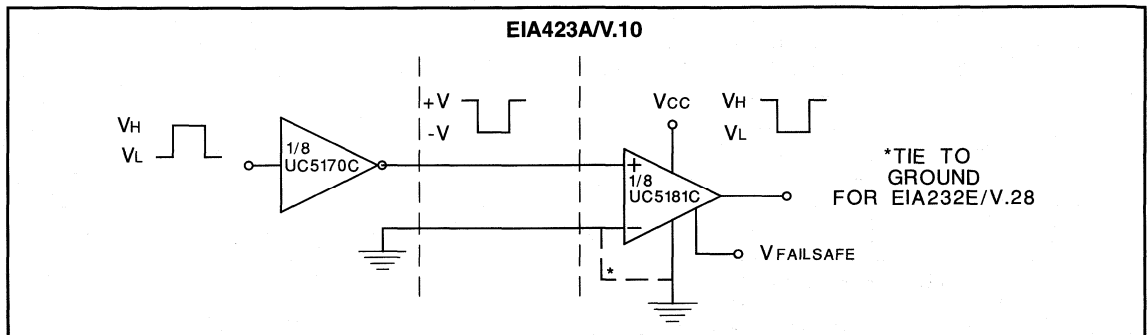 EIA423A/V.10
+V
-V
VCC
VH
VL
VH
VL
1/8
UC5170C
+
1/8
UC5181C
−
*TIE TO
GROUND
FOR EIA232E/V.28
VFAILSAFE
*